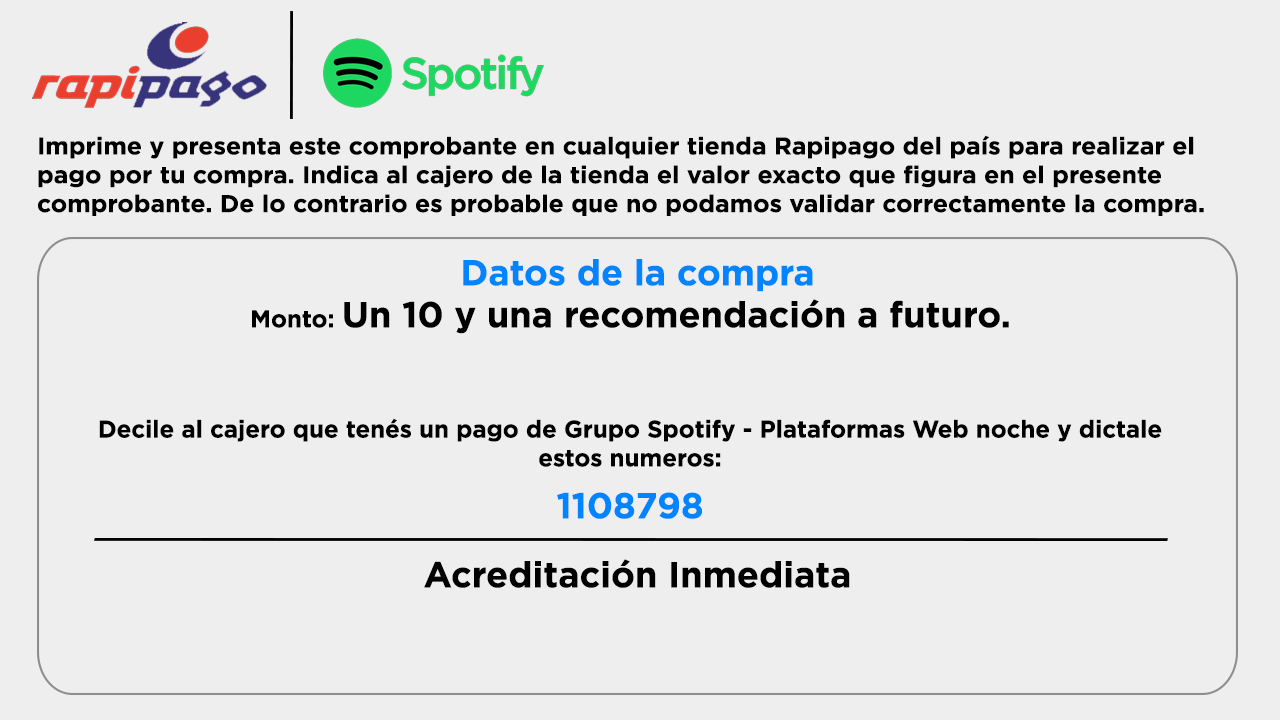 rapipago
Spotify
Imprime y presenta este comprobante en cualquier tienda Rapipago del país para realizar el
pago por tu compra. Indica al cajero de la tienda el valor exacto que figura en el presente
comprobante. De lo contrario es probable que no podamos validar correctamente la compra.
Datos de la compra
Monto: Un 10 y una recomendación a futuro.
Decile al cajero que tenés un pago de Grupo Spotify - Plataformas Web noche y dictale
estos numeros:
1108798
Acreditación Inmediata